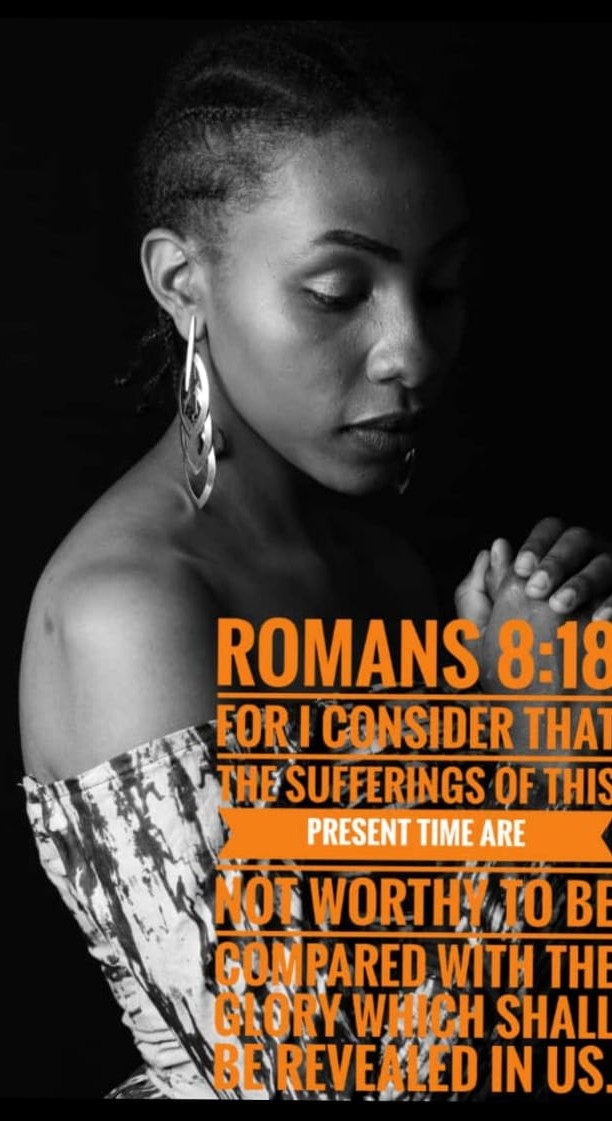 ROMANS 8:18
FOR I CONSIDER THAT
THE SUFFERINGS OF THIS
PRESENT TIME ARE
NOT WORTHY TO BE
COMPARED WITH THE
GLORY WHICH SHALL
BE REVEALED IN US.